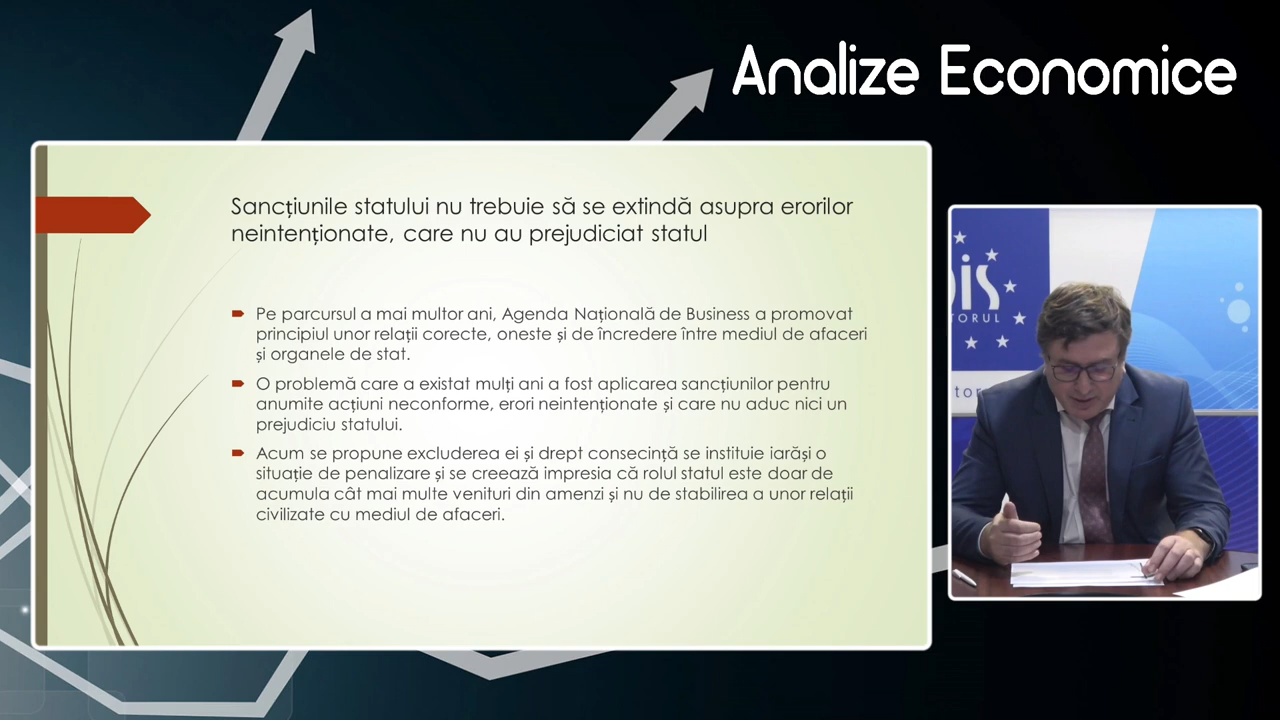 Analize Economice
Sancțiunile statului nu trebuie să se extindă asupra erorilor
neintenționate, care nu au prejudiciat statul
Pe parcursul a mai multor ani, Agenda Națională de Business a promovat
principiul unor relații corecte, oneste și de încredere între mediul de afaceri
și organele de stat.
O problemă care a existat mulți ani a fost aplicarea sancțiunilor pentru
anumite acțiuni neconforme, erori neintenționate și care nu aduc nici un
prejudiciu statului.
Acum se propune excluderea ei și drept consecință se instituie iarăși o
situație de penalizare și se creează impresia că rolul statul este doar de
acumula cât mai multe venituri din amenzi și nu de stabilirea a unor relații
civilizate cu mediul de afaceri.
TORUL
tor